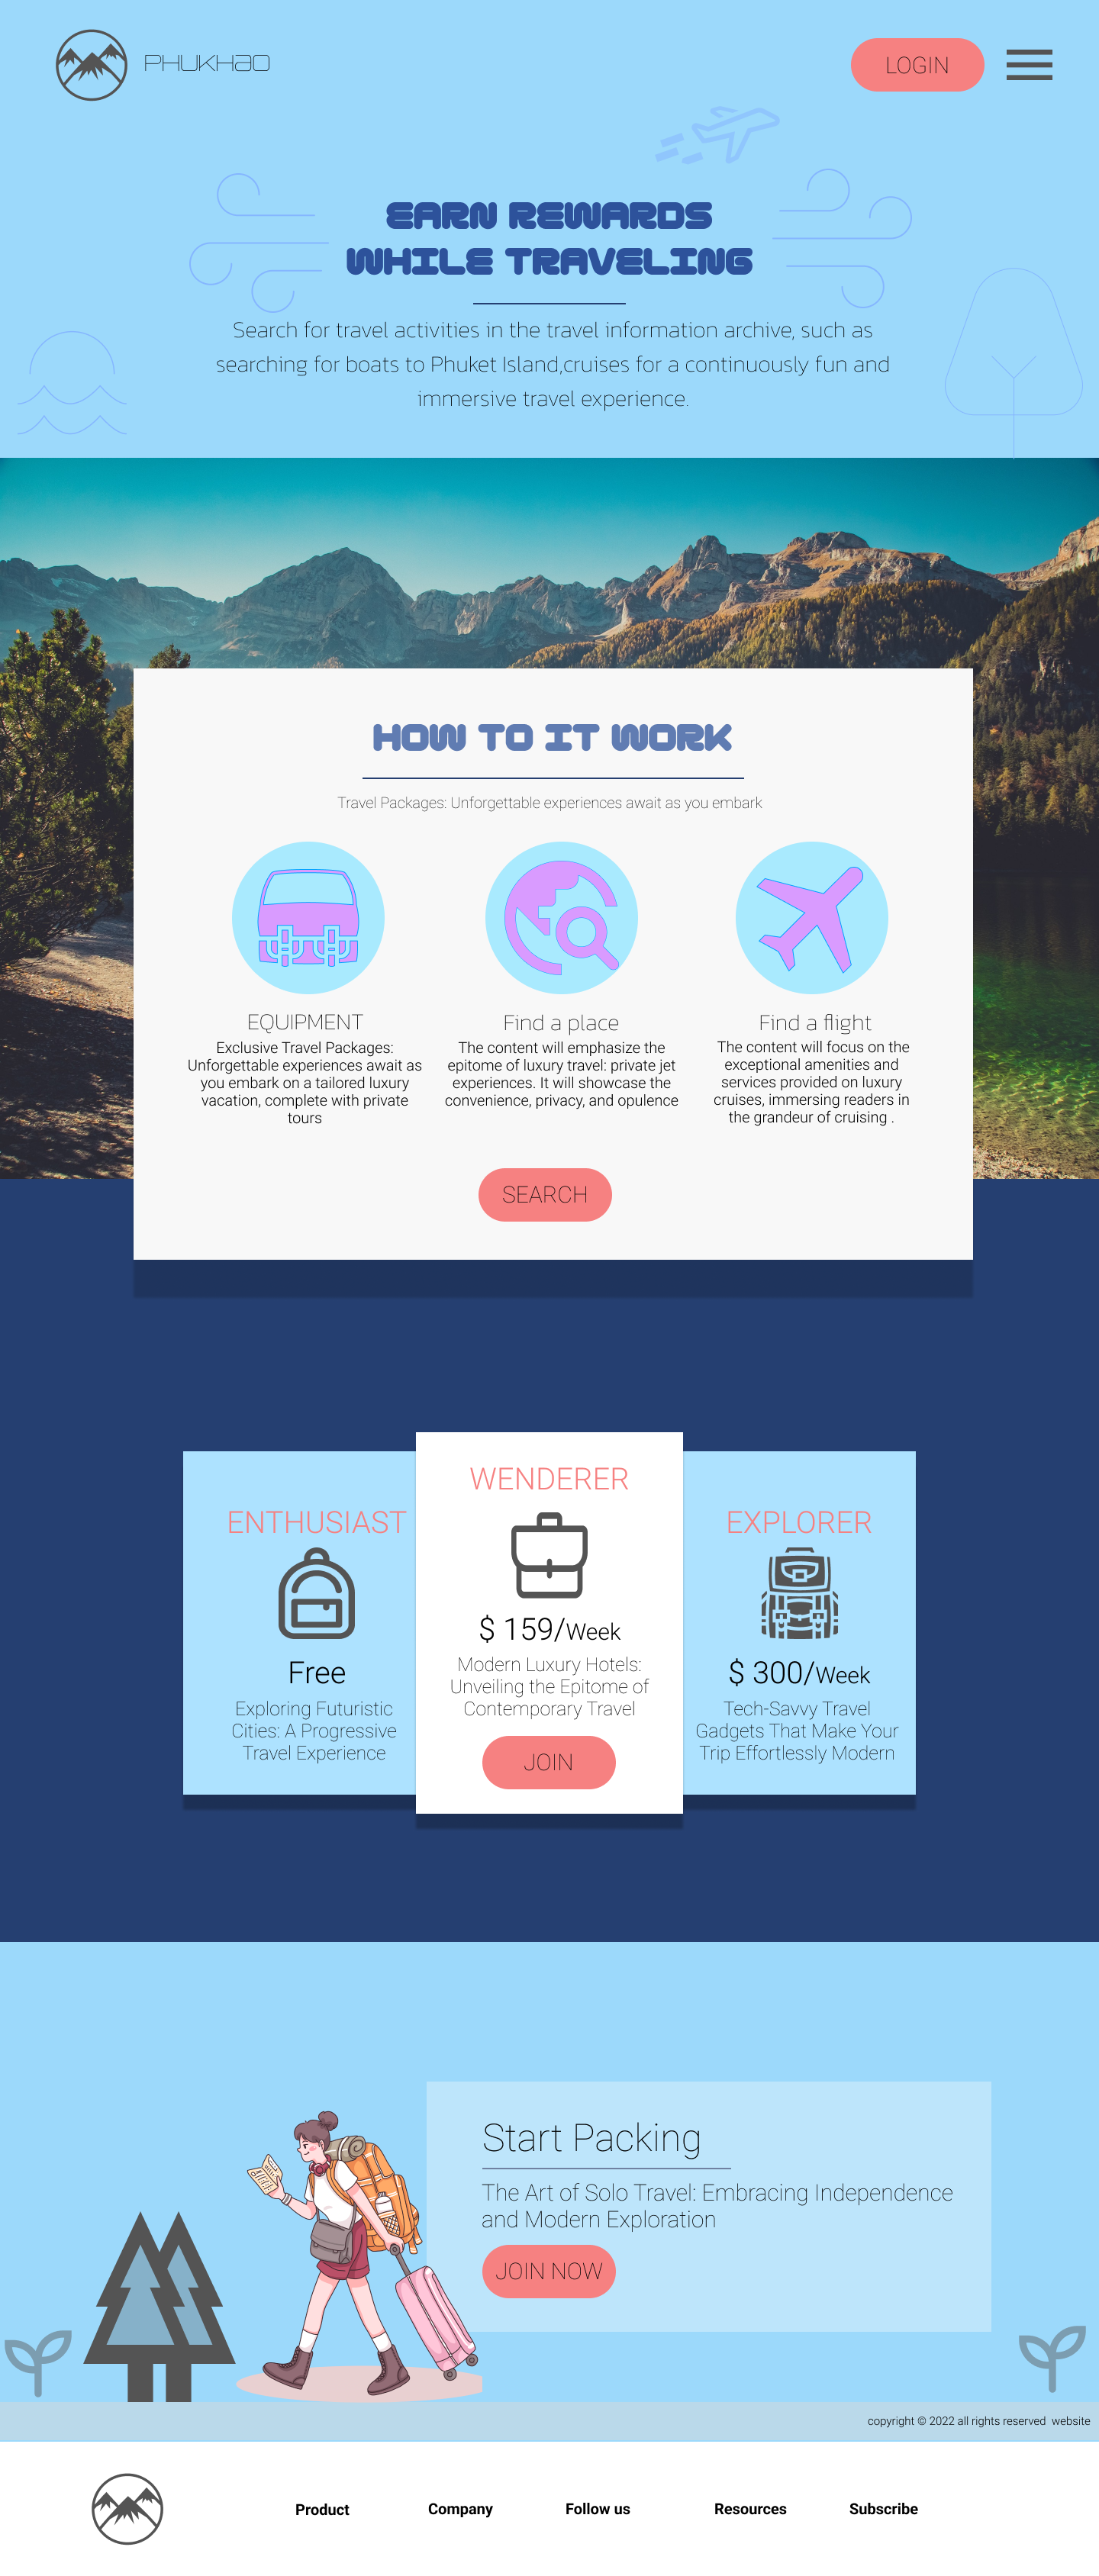 PHUKHAO
LOGIN
EARN REWARDS
WHILE TRAVELING
Search for travel activities in the travel information archive, such as
searching for boats to Phuket Island,cruises for a continuously fun and
immersive travel experience.
HOW TO IT WORK
Travel Packages: Unforgettable experiences await as you embark
EQUIPMENT
Exclusive Travel Packages:
Unforgettable experiences await as
you embark on a tailored luxury
vacation, complete with private
tours
Find a place
The content will emphasize the
epitome of luxury travel: private jet
experiences. It will showcase the
convenience, privacy, and opulence
Find a flight
The content will focus on the
exceptional amenities and
services provided on luxury
cruises, immersing readers in
the grandeur of cruising .
SEARCH
ENTHUSIAST
Free
Exploring Futuristic
Cities: A Progressive
Travel Experience
WENDERER
$ 159/Week
Modern Luxury Hotels:
Unveiling the Epitome of
Contemporary Travel
JOIN
EXPLORER
$ 300/Week
Tech-Savvy Travel
Gadgets That Make Your
Trip Effortlessly Modern
Start Packing
The Art of Solo Travel: Embracing Independence
and Modern Exploration
JOIN NOW
copyright © 2022 all rights reserved website
Product Company Follow us Resources Subscribe